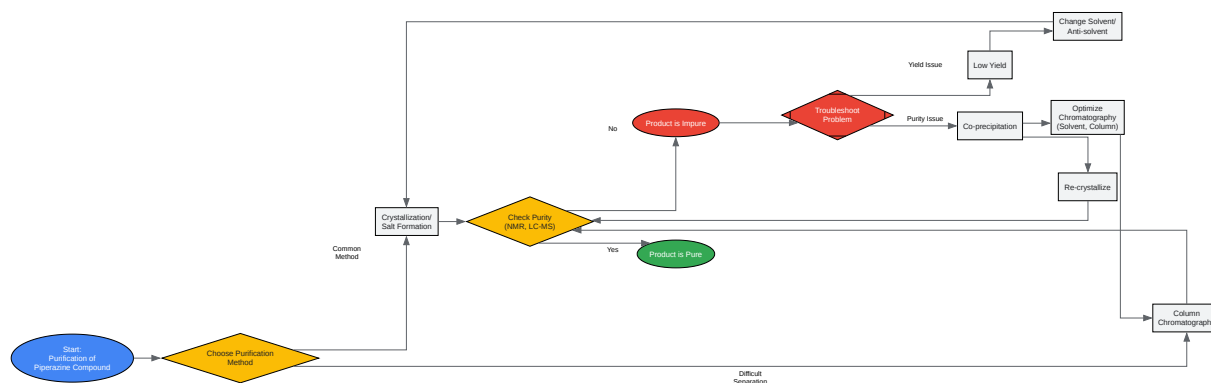 Change Solvent/
Anti-solvent
Yield Issue
Low Yield
Troubleshoot
Problem
No
Product is Impure
Purity Issue
Co-precipitation
Optimize
Chromatography
(Solvent, Column)
Re-crystallize
Crystallization/
Salt Formation
Check Purity
(NMR, LC-MS)
Common
Method
Yes
Product is Pure
Column
Chromatography
Start:
Purification of
Piperazine Compound
Choose Purification
Method
Difficult
Separation